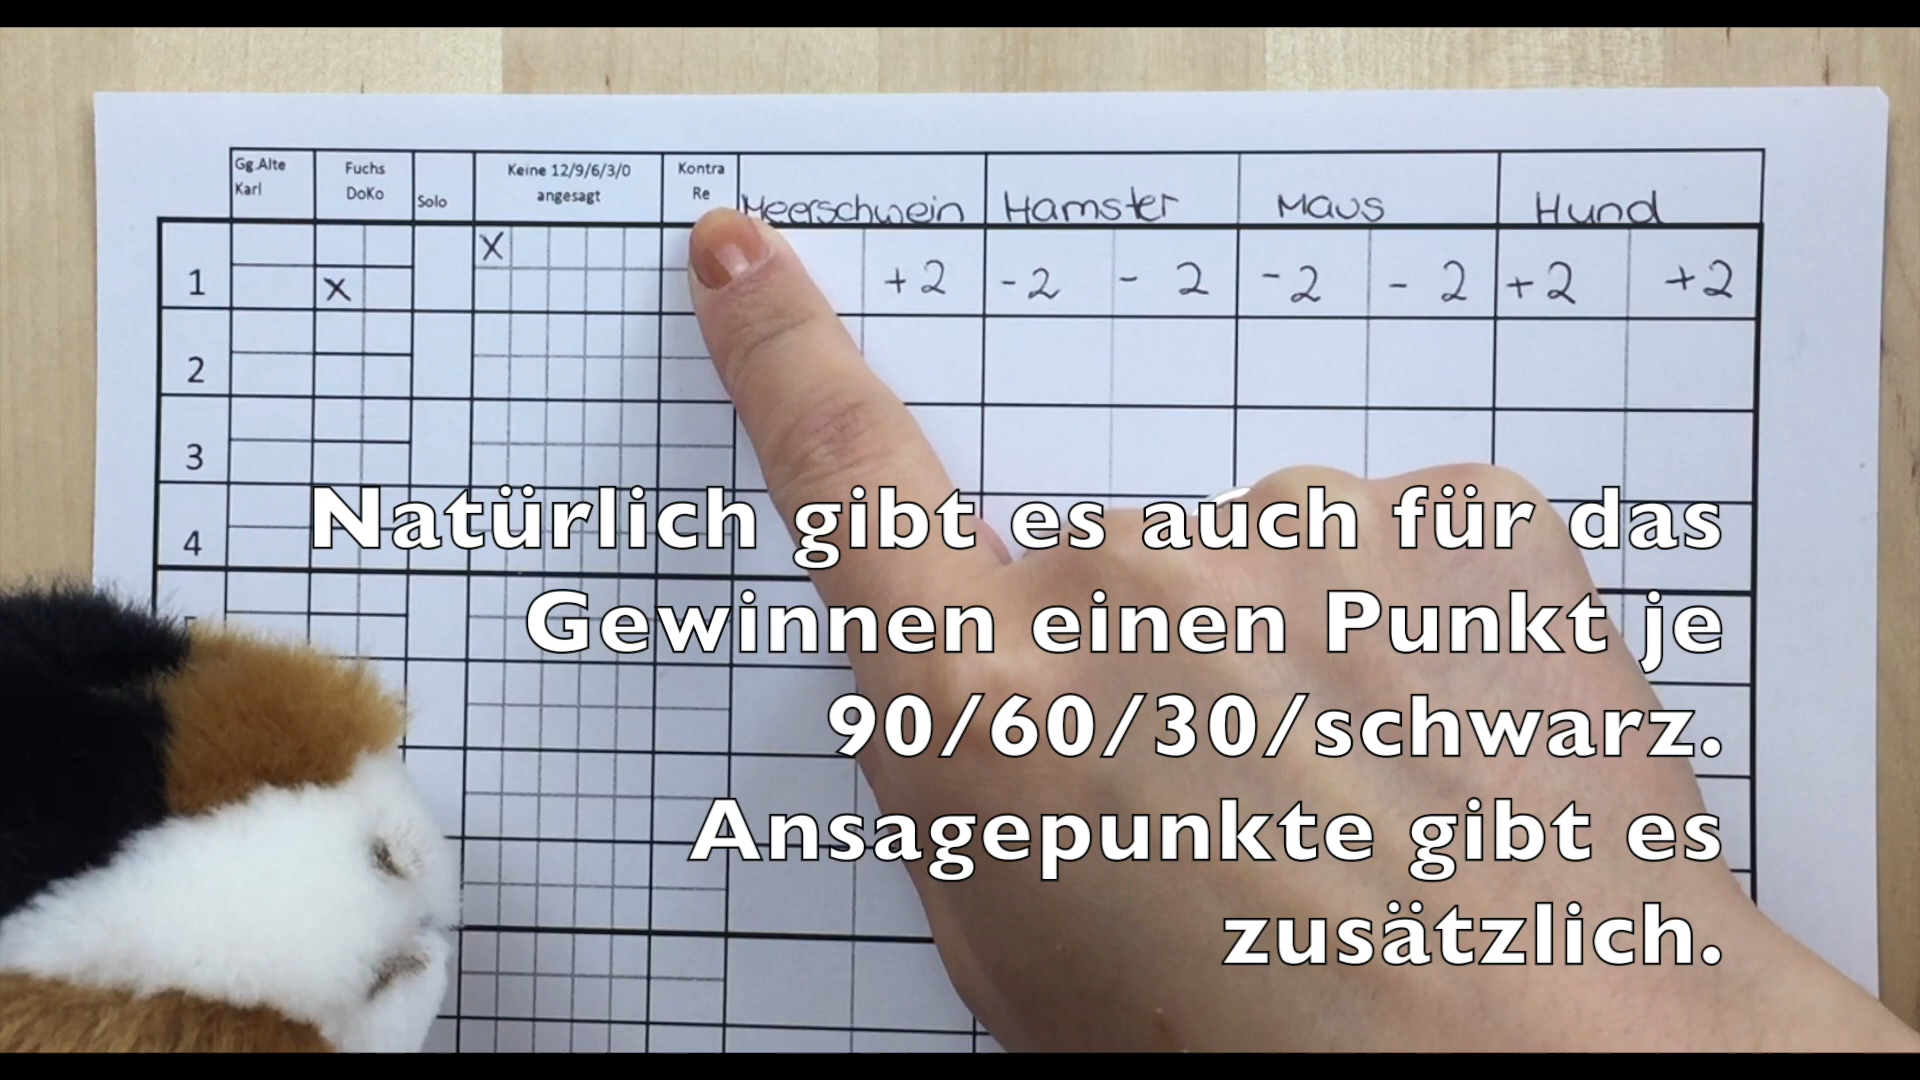 Gg.Alte
Karl
Fuchs
DoKo
Solo
Keine 12/9/6/3/0
angesagt
Kontra
Re
Meerschwein
Hamster
Maus
Hund
1
X
X
+2
-2
- 2
-2
- 2
+2
+2
2
3
4
Natürlich gibt es auch für das
Gewinnen einen Punkt je
90/60/30/schwarz.
Ansagepunkte gibt es
zusätzlich.